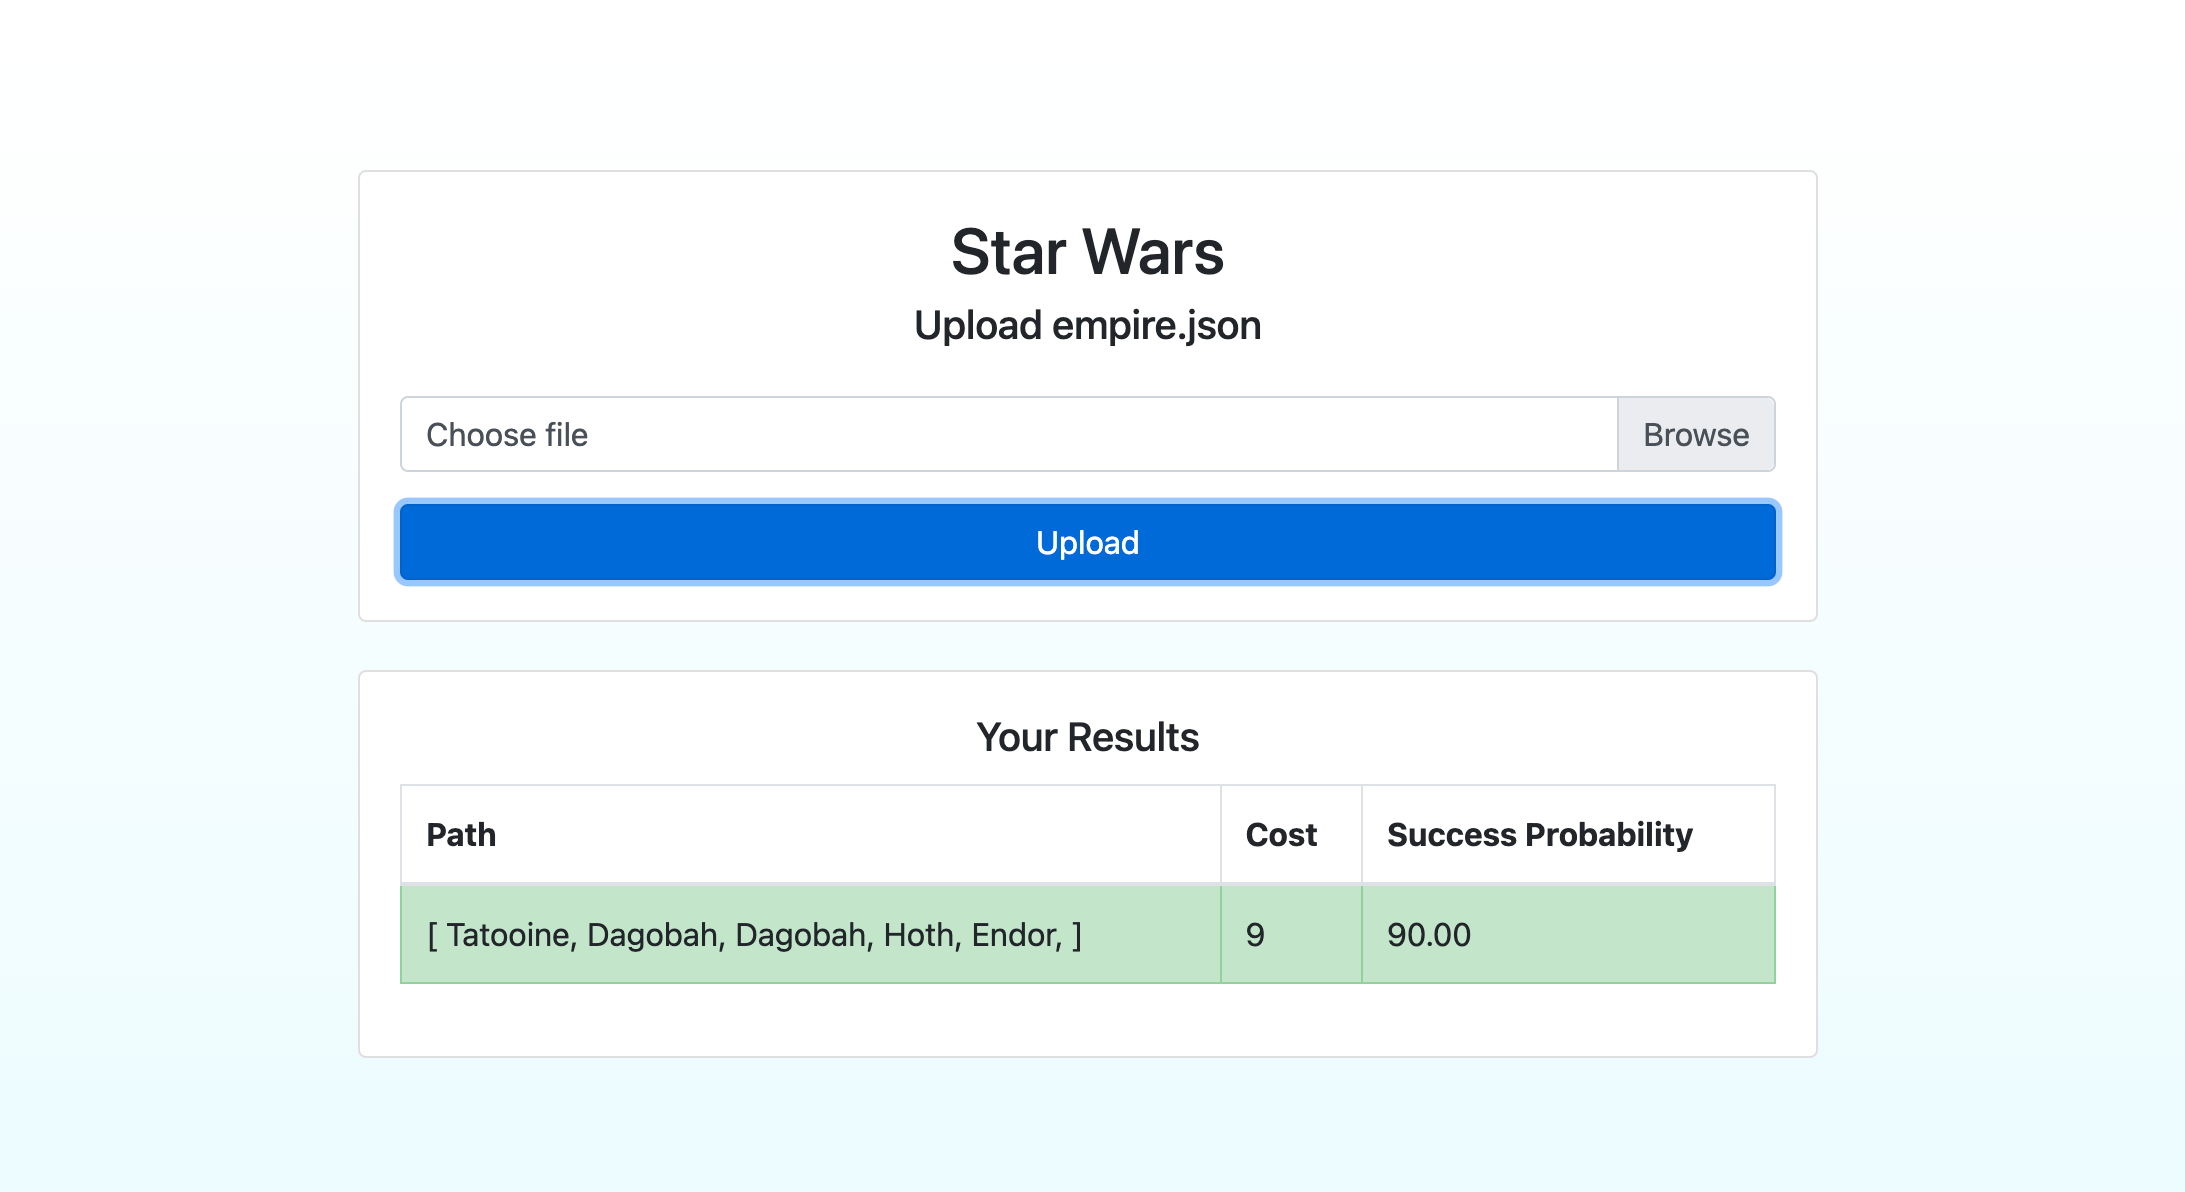 Star Wars
Upload empire.json
Choose file
Browse
Upload
Your Results
Path Cost Success Probability
[ Tatooine, Dagobah, Dagobah, Hoth, Endor, ] 9 90.00